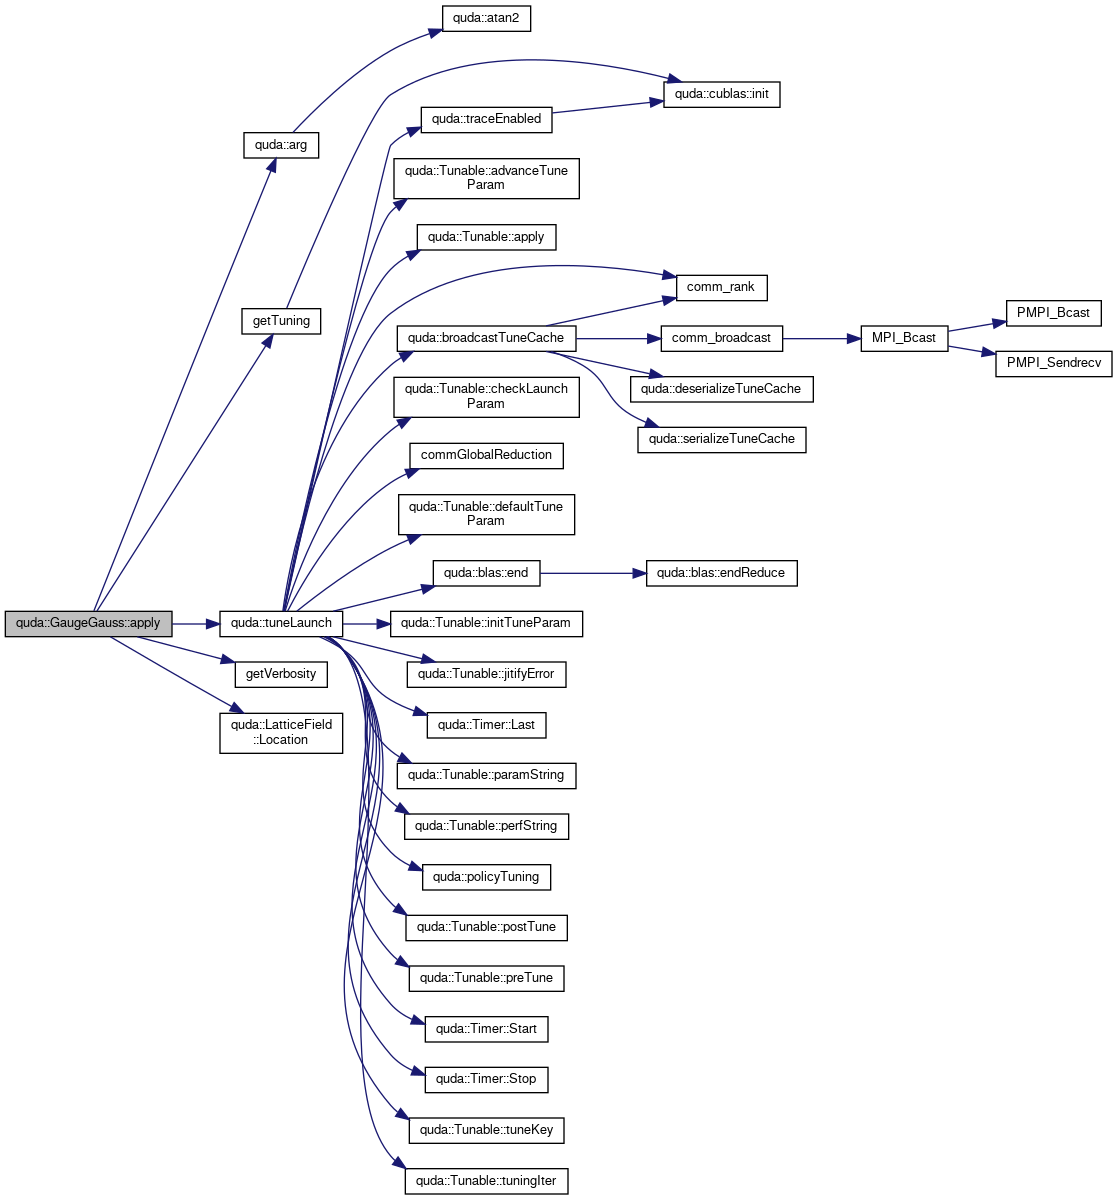 quda::atan2
quda::cublas::init
quda::traceEnabled
quda::arg
quda::Tunable::advanceTune
Param
quda::Tunable::apply
comm_rank
getTuning
PMPI_Bcast
quda::broadcastTuneCache
comm_broadcast
MPI_Bcast
PMPI_Sendrecv
quda::deserializeTuneCache
quda::Tunable::checkLaunch
Param
quda::serializeTuneCache
commGlobalReduction
quda::Tunable::defaultTune
Param
quda::blas::end
quda::blas::endReduce
quda::GaugeGauss::apply
quda::tuneLaunch
quda::Tunable::initTuneParam
getVerbosity
quda::Tunable::jitifyError
quda::LatticeField
::Location
quda::Timer::Last
quda::Tunable::paramString
quda::Tunable::perfString
quda::policyTuning
quda::Tunable::postTune
quda::Tunable::preTune
quda::Timer::Start
quda::Timer::Stop
quda::Tunable::tuneKey
quda::Tunable::tuningIter